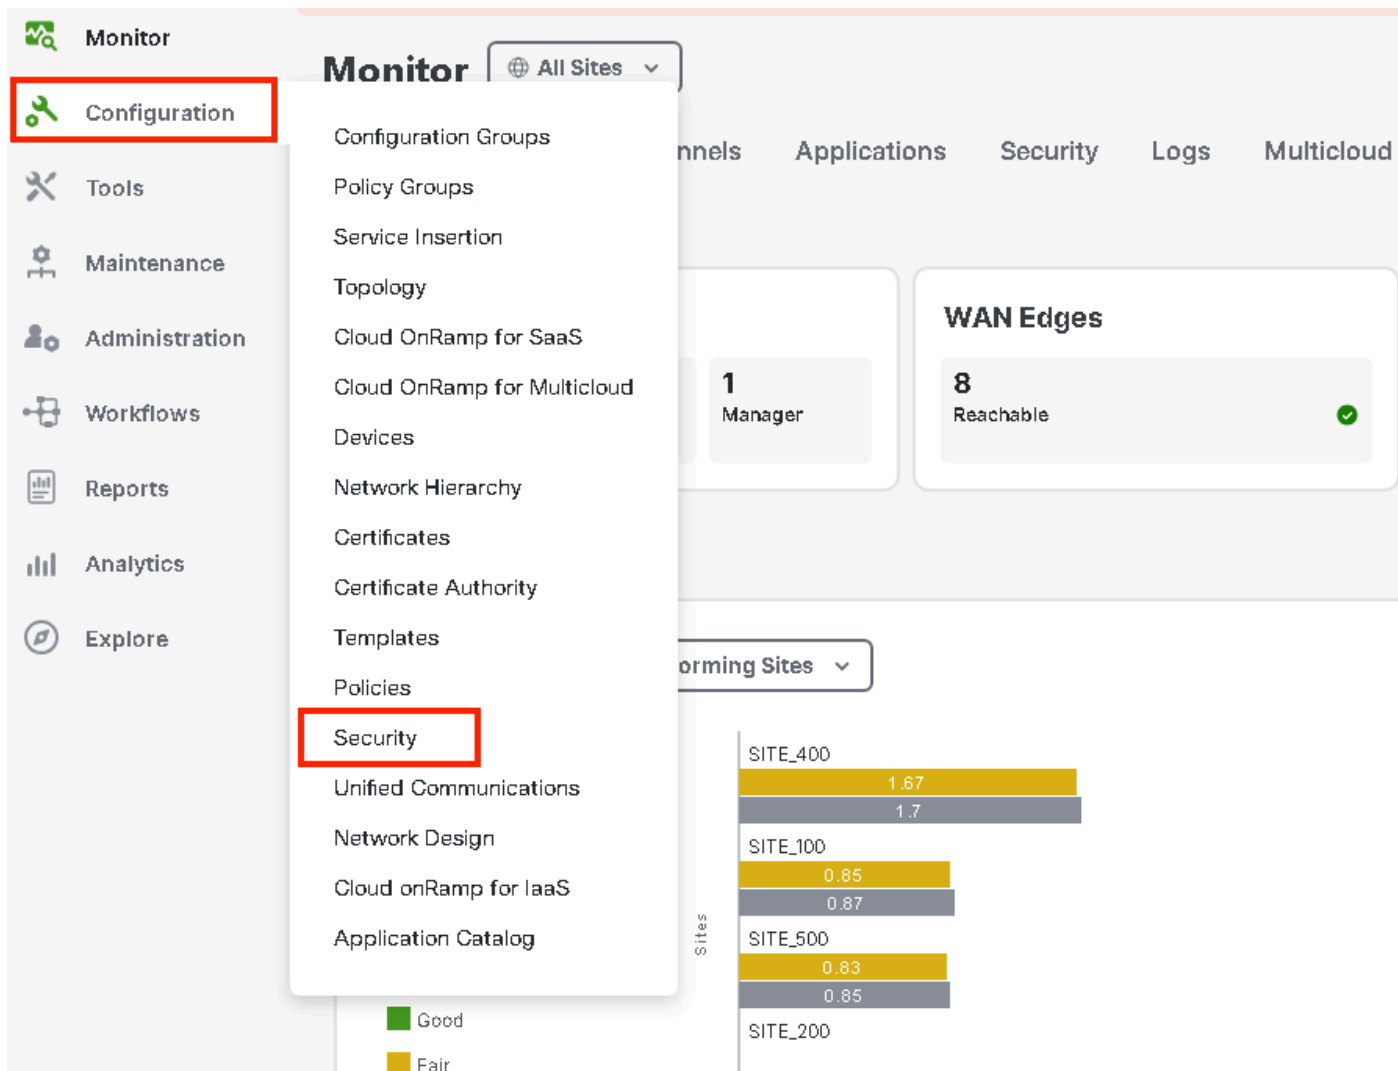 Monitor
Configuration
Tools
Maintenance
Administration
Workflows
Reports
Analytics
Explore
Monitor
All Sites
Configuration Groups
Policy Groups
Service Insertion
Topology
Cloud OnRamp for SaaS
Cloud OnRamp for Multicloud
Devices
Network Hierarchy
Certificates
Certificate Authority
Templates
Policies
Security
Unified Communications
Network Design
Cloud onRamp for IaaS
Application Catalog
nnels Applications Security Logs Multicloud
1
Manager
WAN Edges
8
Reachable
orming Sites
Sites
SITE_400
1.67
1.7
SITE_100
0.85
0.87
SITE_500
0.83
0.85
SITE_200
Good
Fair